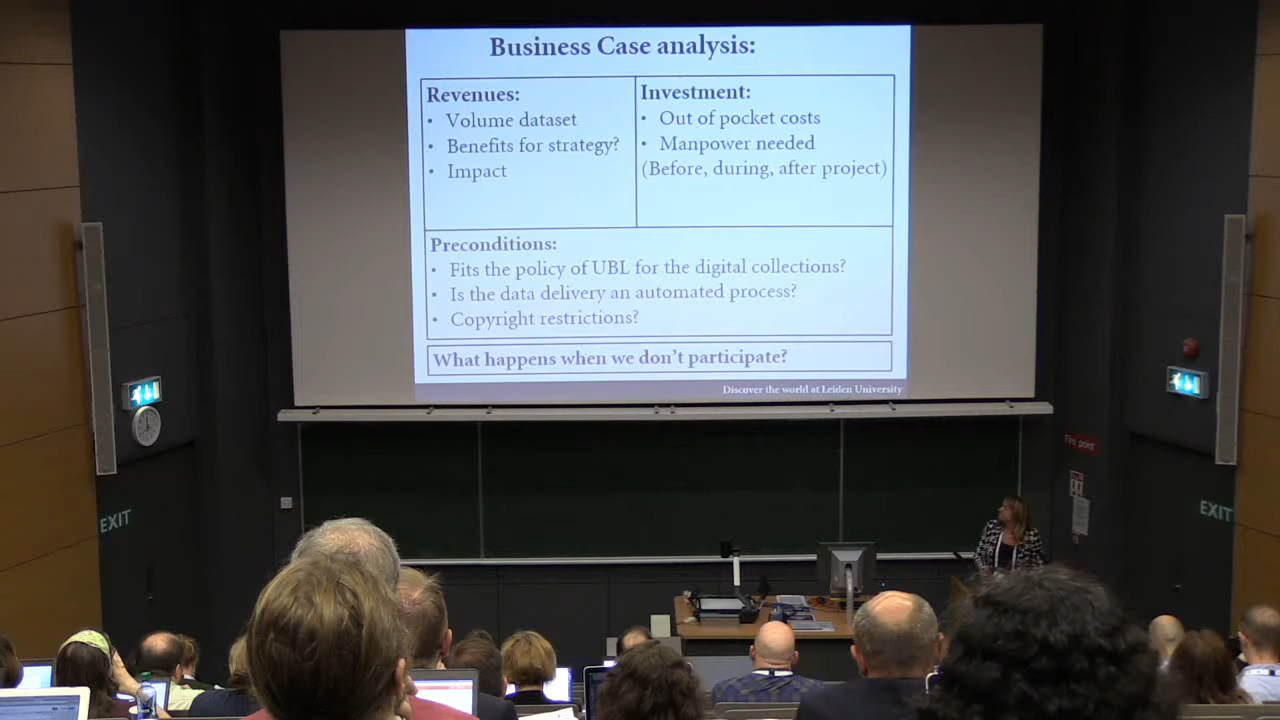 Business Case analysis:
Revenues:
• Volume dataset
• Benefits for strategy?
• Impact
Investment:
• Out of pocket costs
• Manpower needed
(Before, during, after project)
Preconditions:
• Fits the policy of UBL for the digital collections?
• Is the data delivery an automated process?
• Copyright restrictions?
What happens when we don't participate?
Discover the world at Leiden University
Fire point
EXIT
EXIT